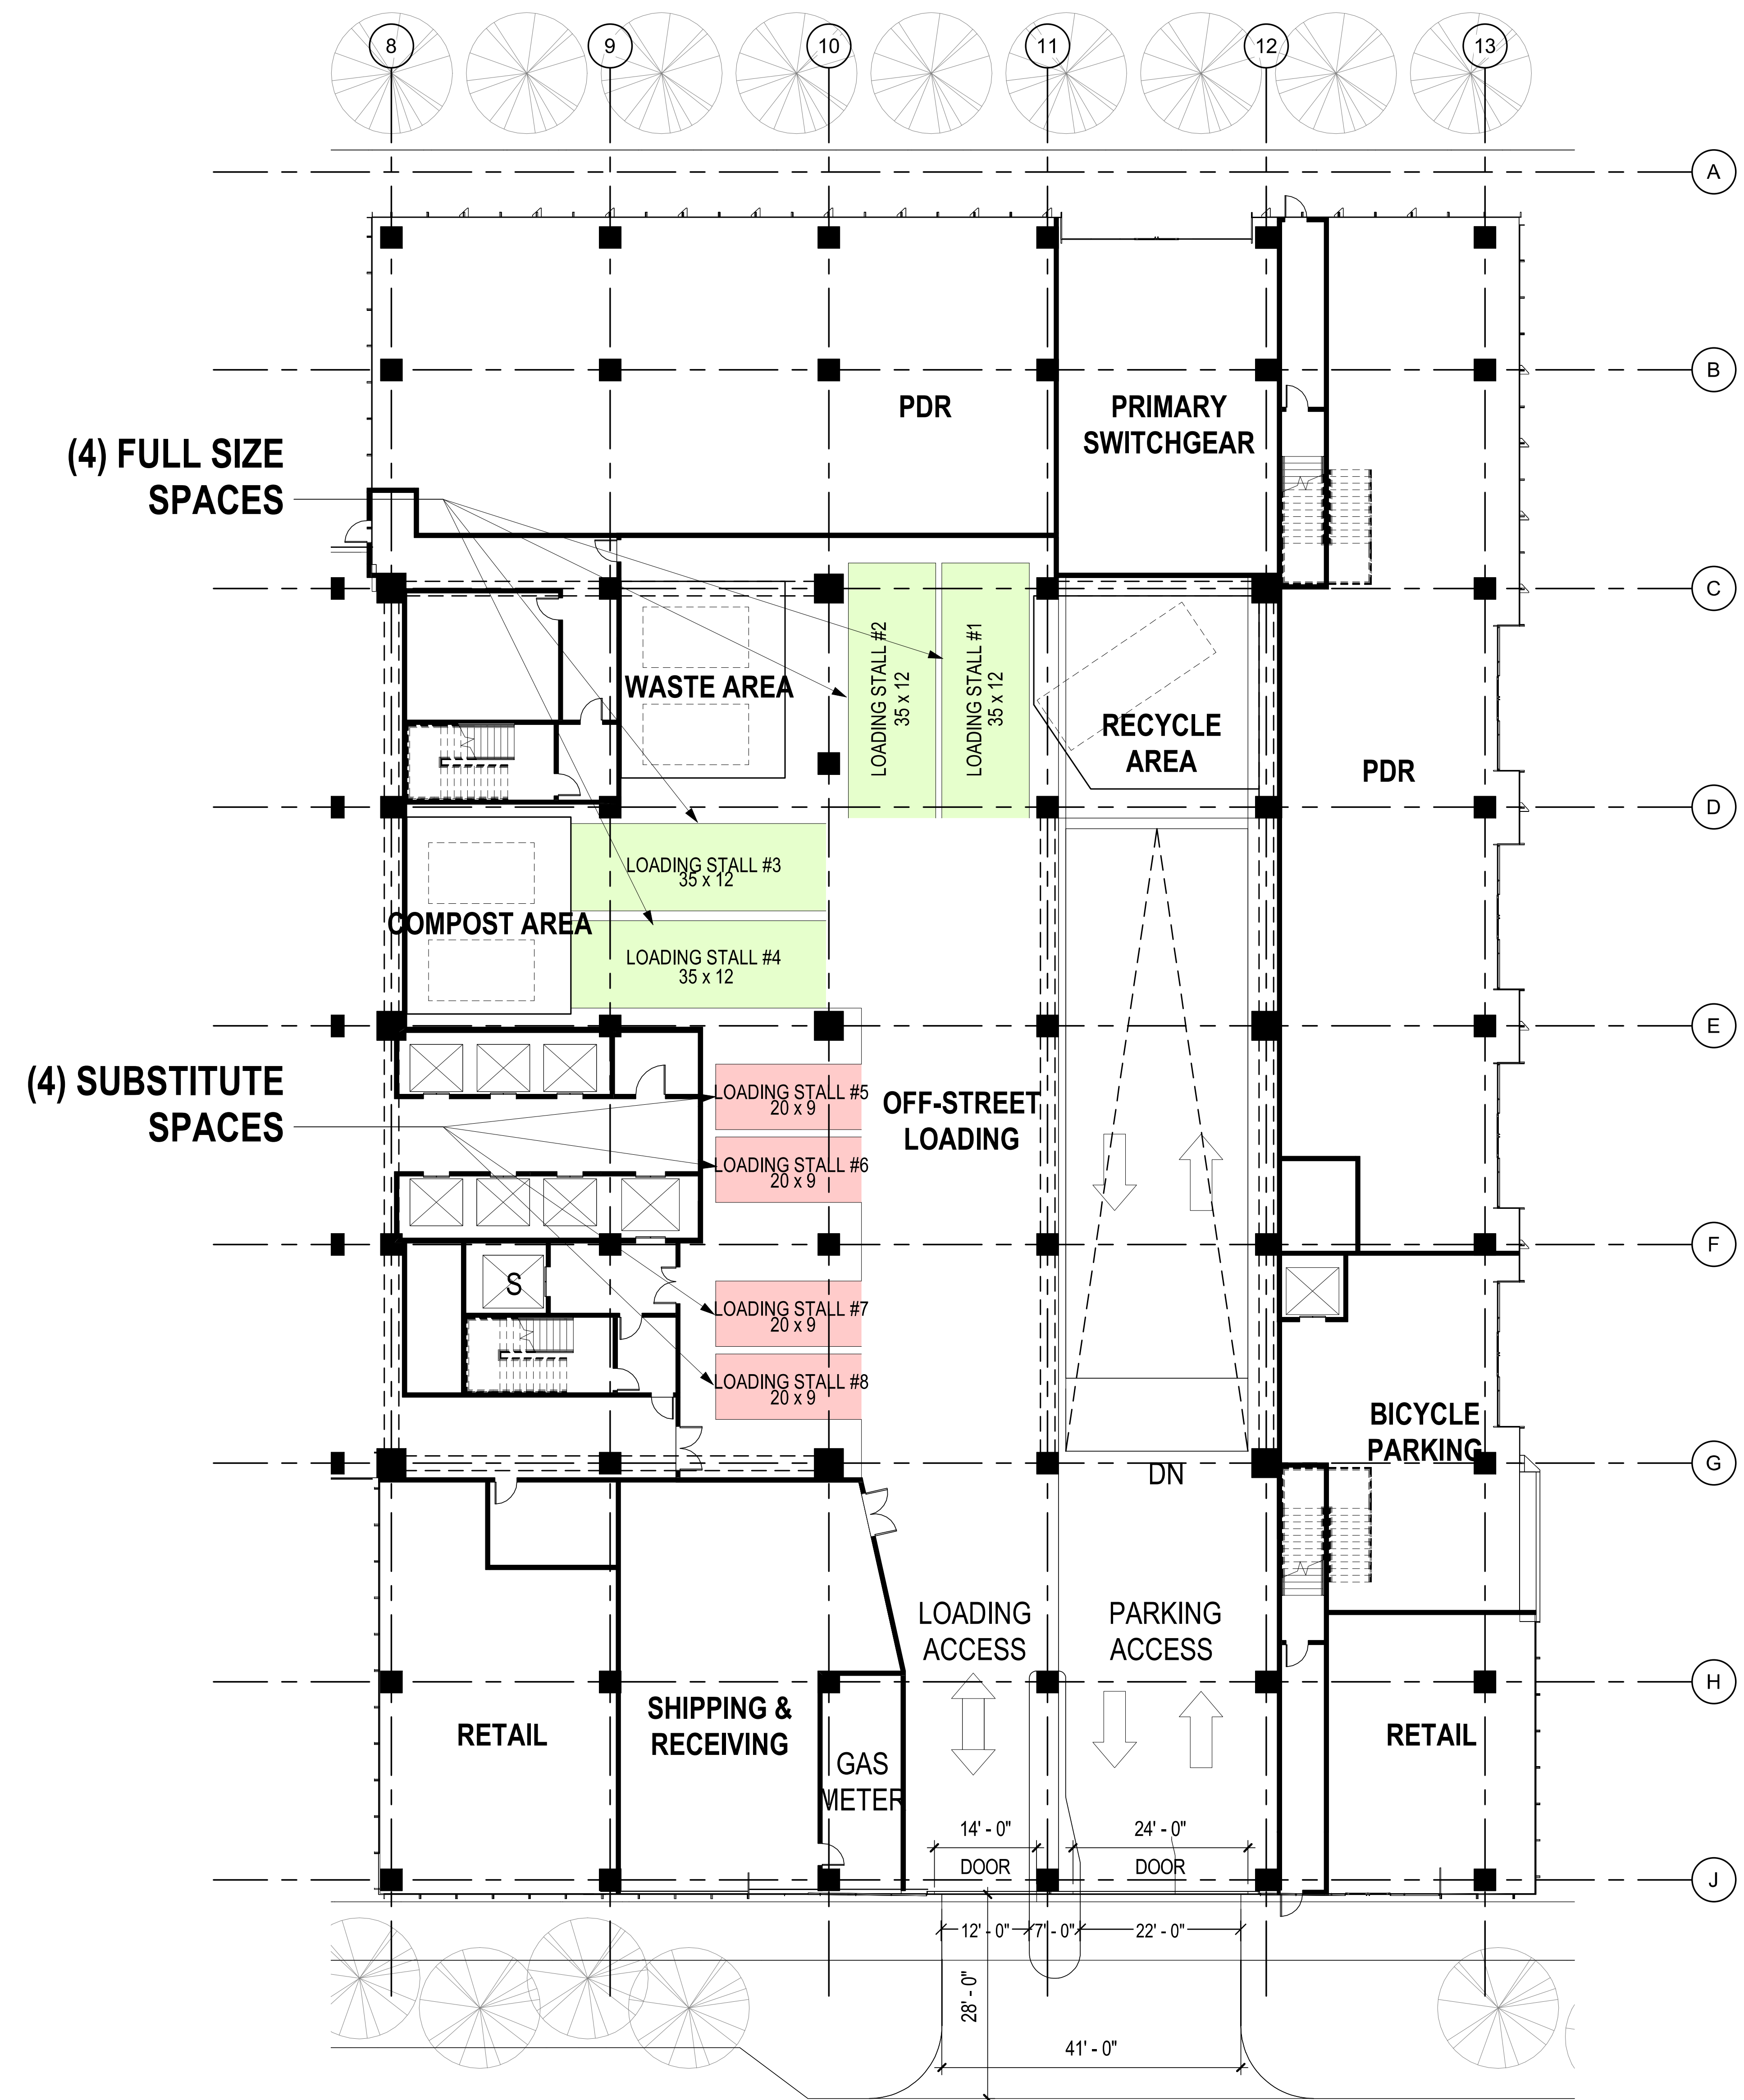 8
9
10
11
12
13
A
B
PDR
PRIMARY
SWITCHGEAR
(4) FULL SIZE
SPACES
C
LOADING STALL #2
35 x 12
LOADING STALL #1
35 x 12
WASTE AREA
RECYCLE
AREA
PDR
D
LOADING STALL #3
35 x 12
COMPOST AREA
LOADING STALL #4
35 x 12
E
(4) SUBSTITUTE
SPACES
LOADING STALL #5
20 x 9
OFF-STREET
LOADING
LOADING STALL #6
20 x 9
F
S
LOADING STALL #7
20 x 9
LOADING STALL #8
20 x 9
BICYCLE
PARKING
G
DN
LOADING
ACCESS
PARKING
ACCESS
H
RETAIL
SHIPPING &
RECEIVING
GAS
METER
RETAIL
14' - 0"
24' - 0"
DOOR
DOOR
J
12' - 0"
7' - 0"
22' - 0"
28' - 0"
41' - 0"